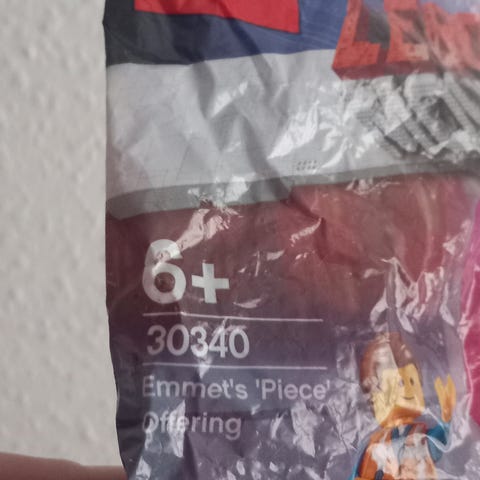 6+
30340
Emmet's 'Piece'
Offering